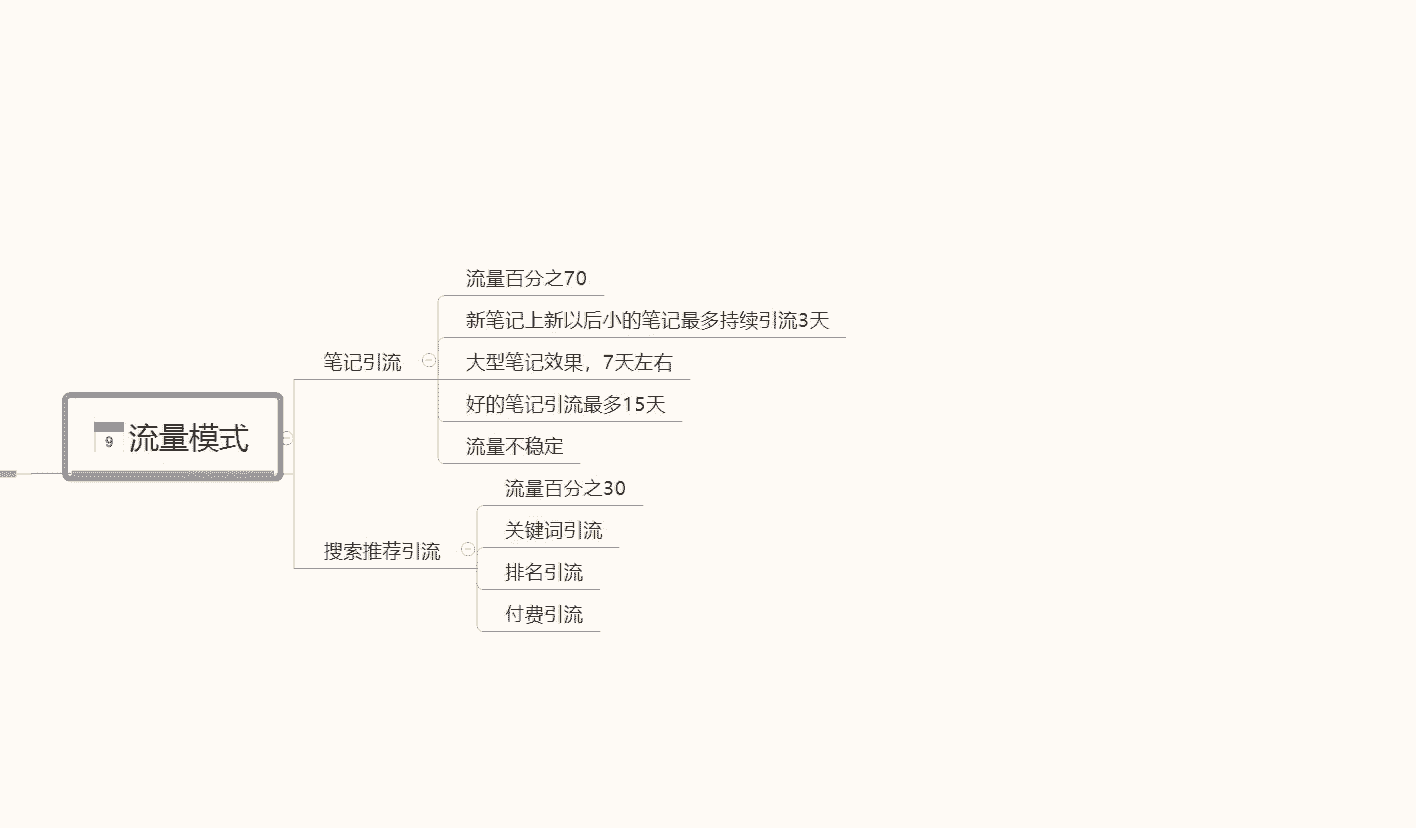 流量百分之70
新笔记上新以后小的笔记最多持续引流3天
笔记引流
大型笔记效果，7天左右
好的笔记引流最多15天
9 流量模式
流量不稳定
流量百分之30
关键词引流
搜索推荐引流
排名引流
付费引流